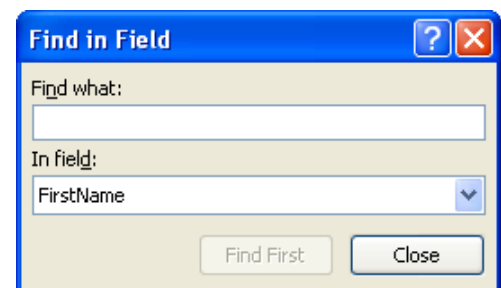 Find in Field
Find what:
In field:
FirstName
Find First
Close